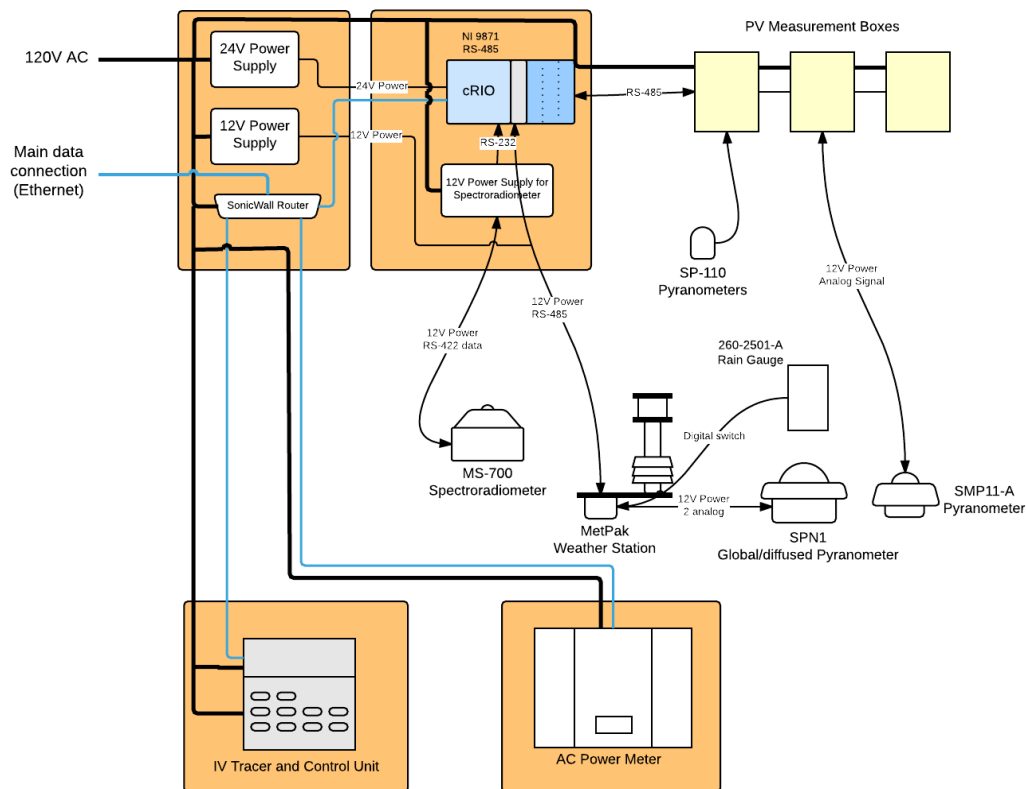 NI 9871
RS-485
PV Measurement Boxes
120V AC
24V Power
Supply
24V Power
cRIO
RS-485
12V Power
Supply
12V Power
RS-232
Main data
connection
(Ethernet)
SonicWall Router
12V Power Supply for
Spectroradiometer
SP-110
Pyranometers
12V Power
Analog Signal
12V Power
RS-485
12V Power
RS-422 data
260-2501-A
Rain Gauge
Digital switch
MS-700
Spectroradiometer
12V Power
2 analog
MetPak
Weather Station
SPN1
Global/diffused Pyranometer
SMP11-A
Pyranometer
IV Tracer and Control Unit
AC Power Meter